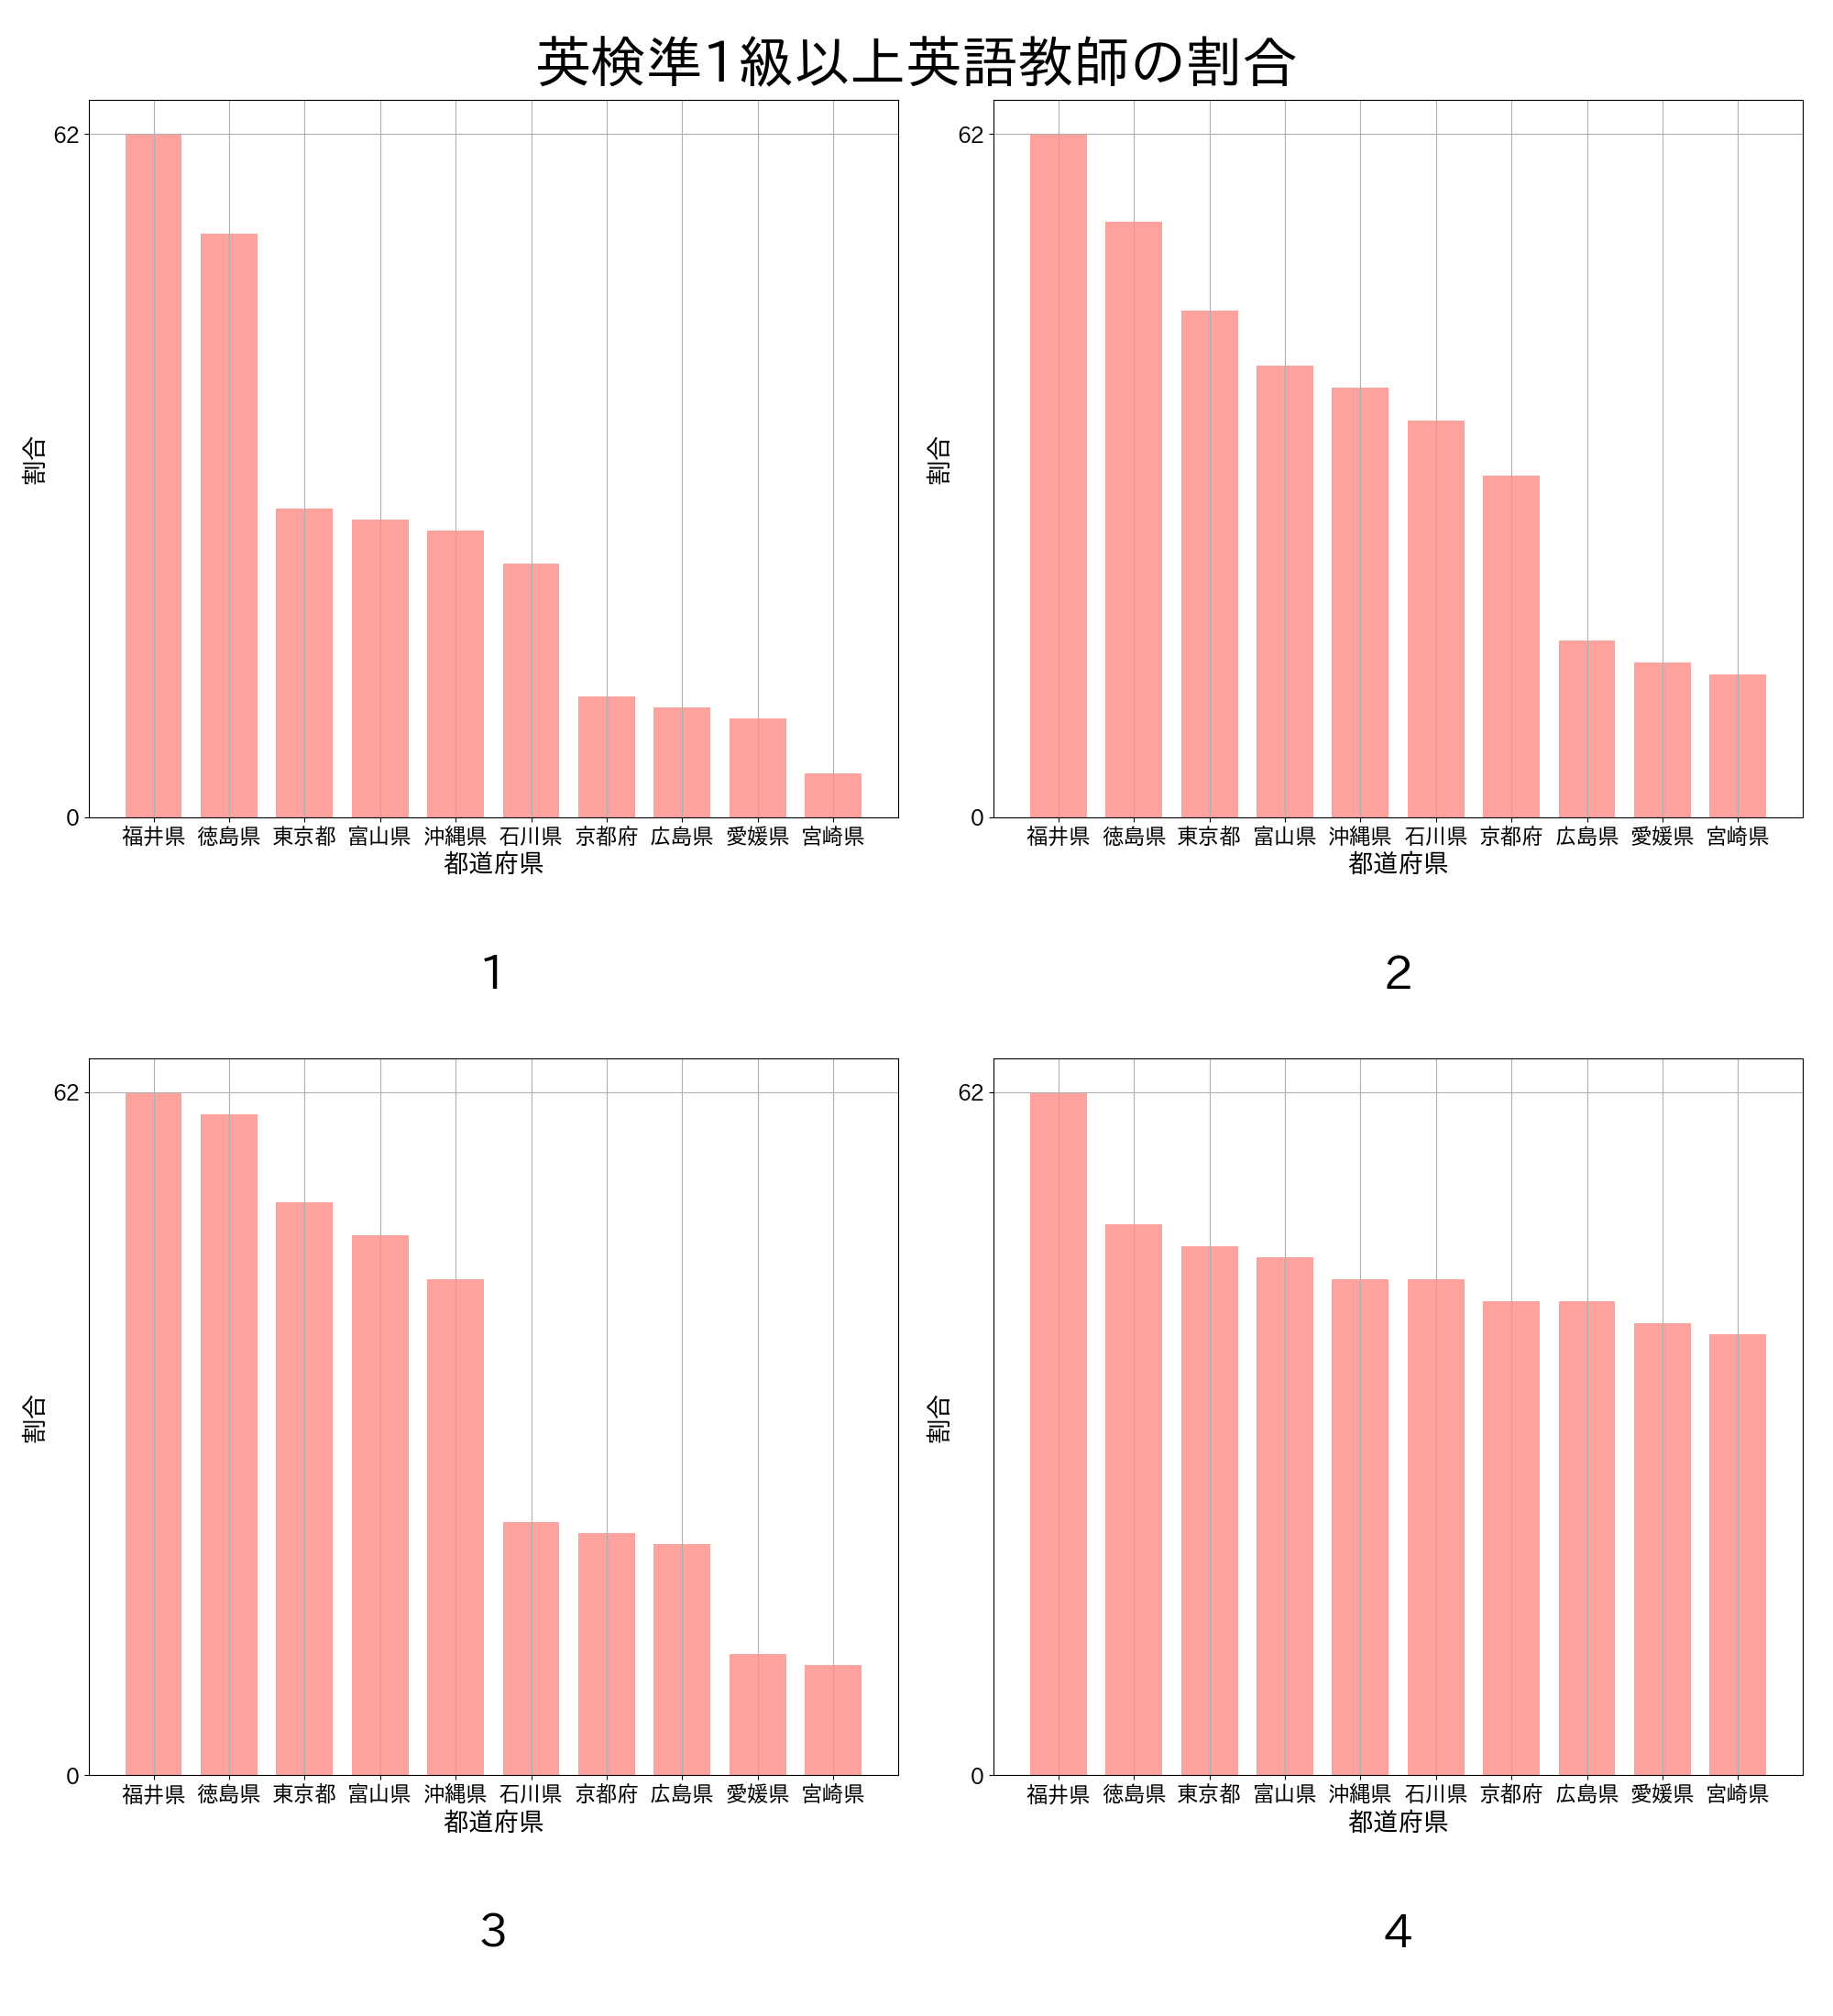 英検準1級以上英語教師の割合
62
0
割合
福井県 徳島県 東京都 富山県 沖縄県 石川県 京都府 広島県 愛媛県 宮崎県
都道府県
1
62
0
割合
福井県 徳島県 東京都 富山県 沖縄県 石川県 京都府 広島県 愛媛県 宮崎県
都道府県
2
62
0
割合
福井県 徳島県 東京都 富山県 沖縄県 石川県 京都府 広島県 愛媛県 宮崎県
都道府県
3
62
0
割合
福井県 徳島県 東京都 富山県 沖縄県 石川県 京都府 広島県 愛媛県 宮崎県
都道府県
4